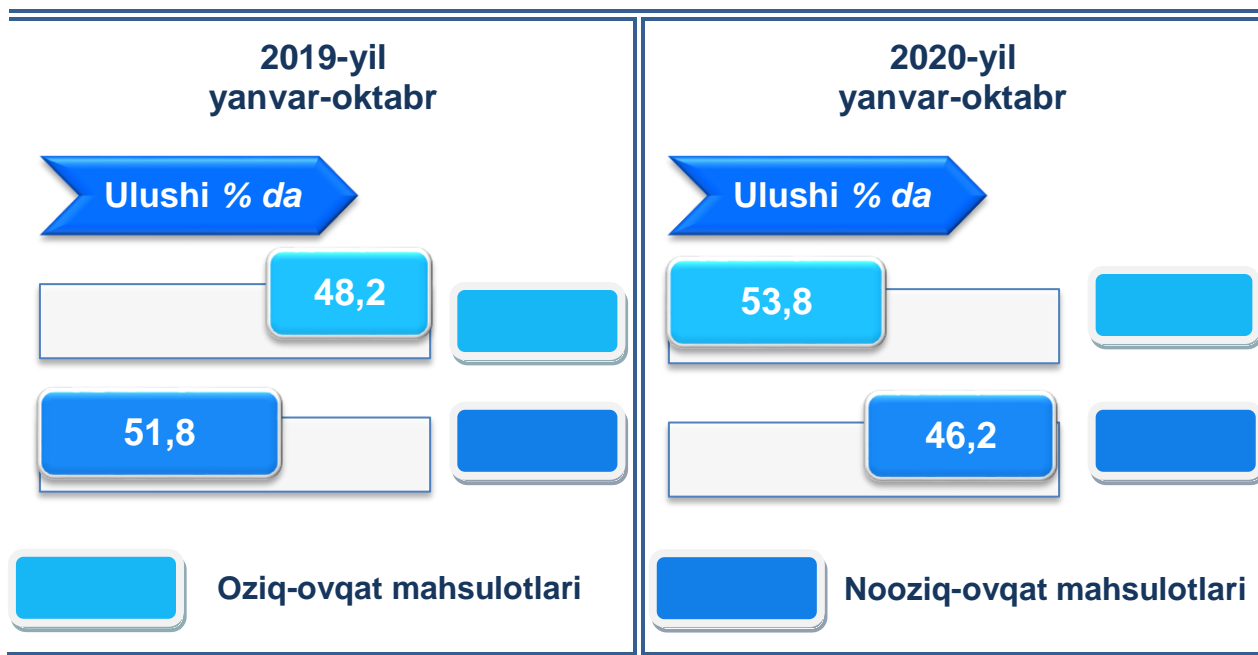 2019-yil
yanvar-oktabr
Ulushi % da
48,2
51,8
2020-yil
yanvar-oktabr
Ulushi % da
53,8
46,2
Oziq-ovqat mahsulotlari
Nooziq-ovqat mahsulotlari